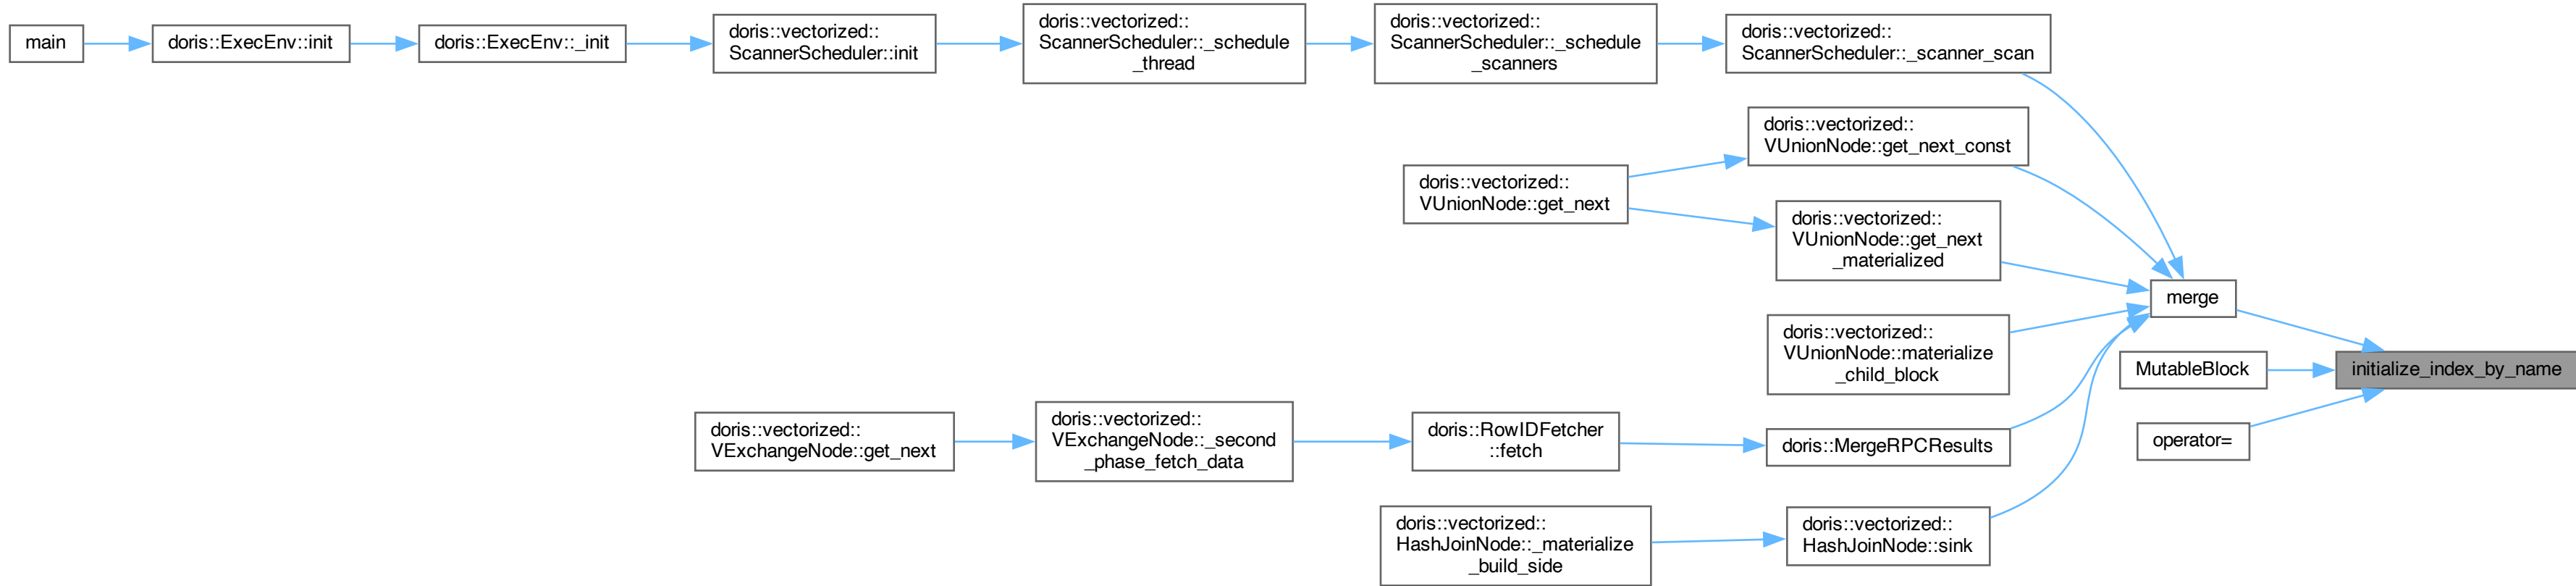 main
doris::ExecEnv::init
doris::ExecEnv::_init
doris::vectorized::
ScannerScheduler::init
doris::vectorized::
ScannerScheduler::_schedule
_thread
doris::vectorized::
ScannerScheduler::_schedule
_scanners
doris::vectorized::
ScannerScheduler::_scanner_scan
doris::vectorized::
VUnionNode::get_next_const
doris::vectorized::
VUnionNode::get_next
doris::vectorized::
VUnionNode::get_next
_materialized
merge
doris::vectorized::
VUnionNode::materialize
_child_block
MutableBlock
initialize_index_by_name
doris::vectorized::
VExchangeNode::get_next
doris::vectorized::
VExchangeNode::_second
_phase_fetch_data
doris::RowIDFetcher
::fetch
doris::MergeRPCResults
operator=
doris::vectorized::
HashJoinNode::_materialize
_build_side
doris::vectorized::
HashJoinNode::sink